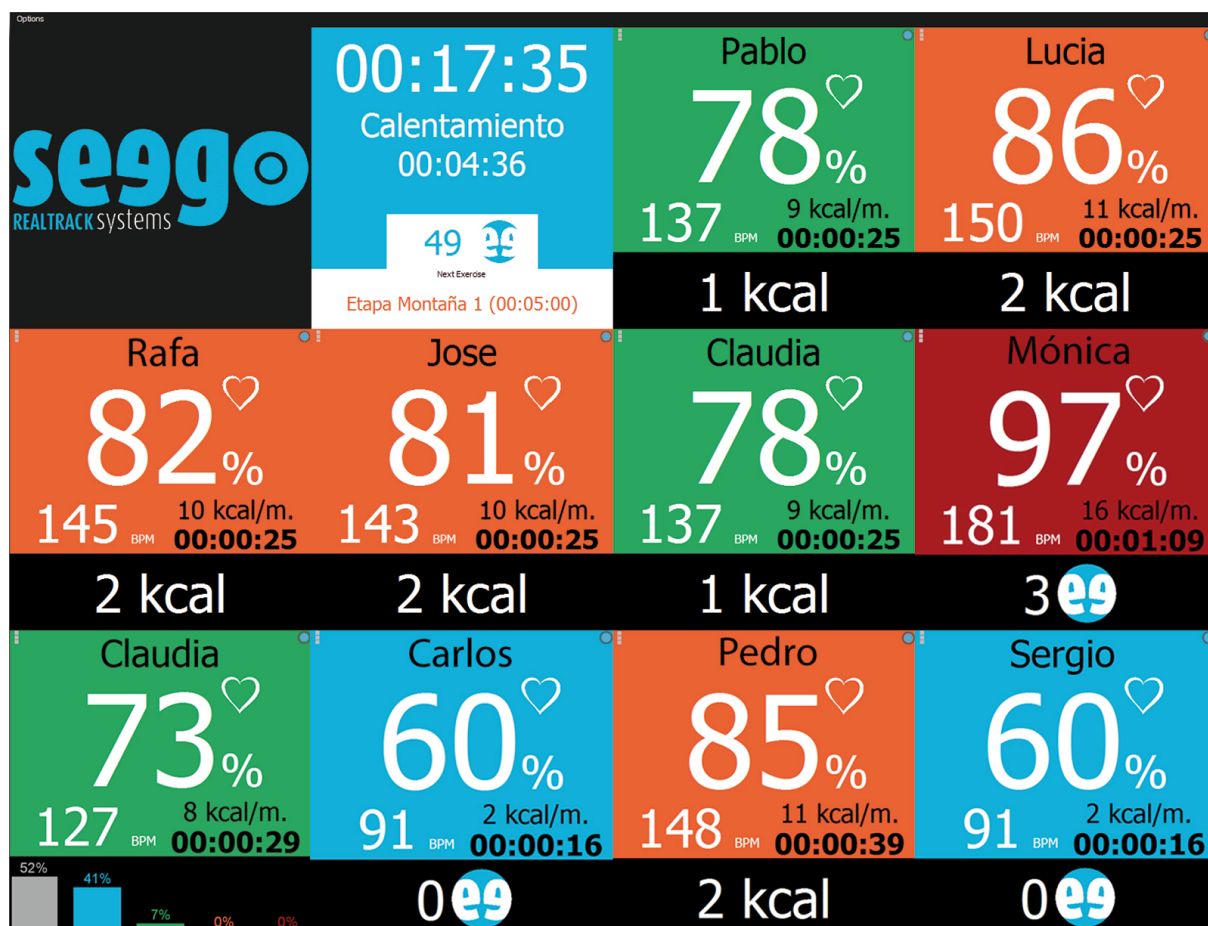 Options
seego
REALTRACK systems
00:17:35
Calentamiento
00:04:36
49
Next Exercise
Etapa Montaña 1 (00:05:00)
Pablo
78%
9 kcal/m.
137 BPM 00:00:25
1 kcal
Lucia
86%
11 kcal/m.
150 BPM 00:00:25
2 kcal
Rafa
82%
10 kcal/m.
145 BPM 00:00:25
2 kcal
Jose
81%
10 kcal/m.
143 BPM 00:00:25
2 kcal
Claudia
78%
9 kcal/m.
137 BPM 00:00:25
1 kcal
Mónica
97%
16 kcal/m.
181 BPM 00:01:09
3
Claudia
73%
8 kcal/m.
127 BPM 00:00:29
52% 41% 7% 0% 0%
Carlos
60%
2 kcal/m.
91 BPM 00:00:16
0
Pedro
85%
11 kcal/m.
148 BPM 00:00:39
2 kcal
Sergio
60%
2 kcal/m.
91 BPM 00:00:16
0